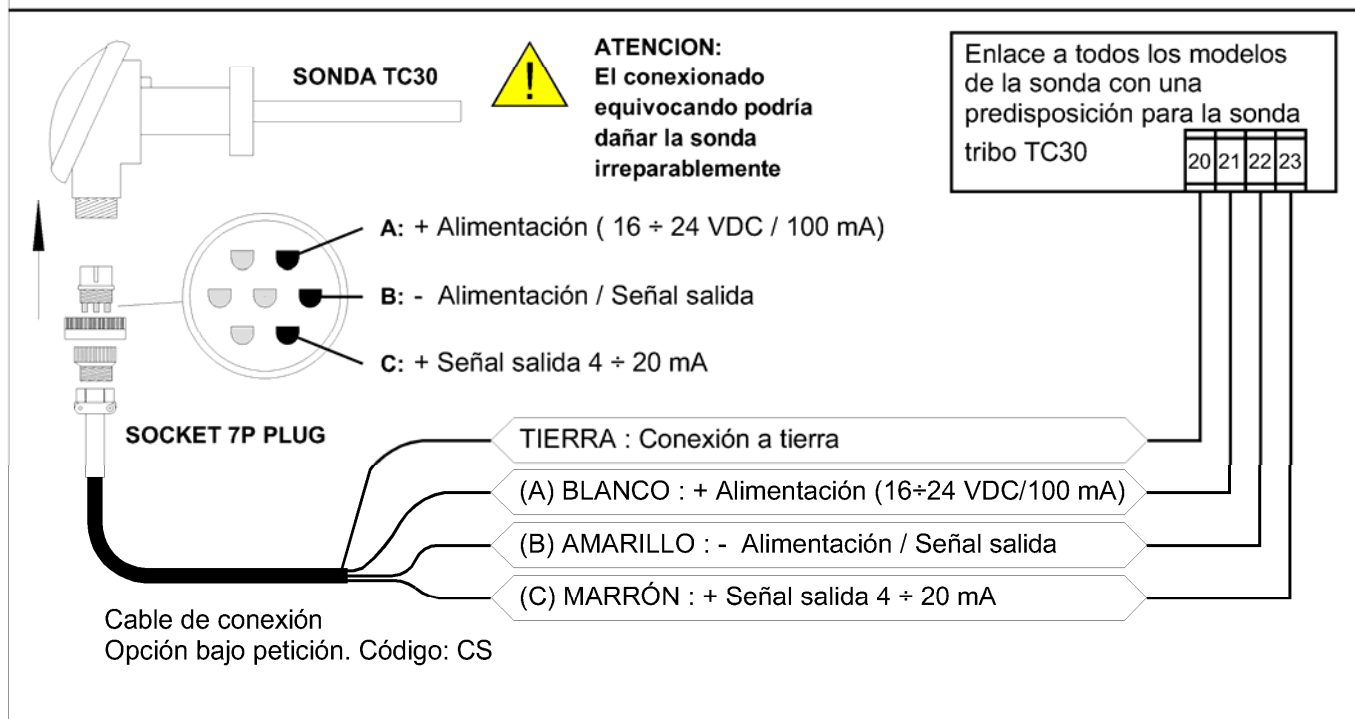 SONDA TC30
ATENCION:
El conexionado
equivocando podría
dañar la sonda
irreparablemente
Enlace a todos los modelos
de la sonda con una
predisposición para la sonda
tribo TC30
20 21 22 23
A: + Alimentación ( 16 ÷ 24 VDC / 100 mA)
B: - Alimentación / Señal salida
C: + Señal salida 4 ÷ 20 mA
SOCKET 7P PLUG
TIERRA : Conexión a tierra
(A) BLANCO : + Alimentación (16÷24 VDC/100 mA)
(B) AMARILLO : - Alimentación / Señal salida
(C) MARRÓN : + Señal salida 4 ÷ 20 mA
Cable de conexión
Opción bajo petición. Código: CS